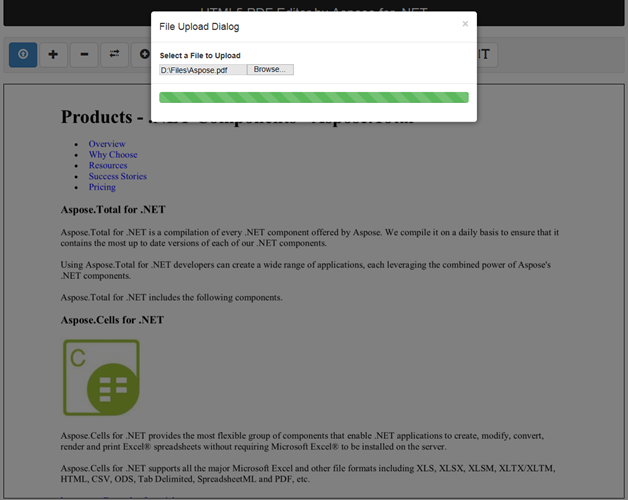 HTML5 PDF Editor by Aspose for .NET
File Upload Dialog
×
Select a File to Upload
D:\Files\Aspose.pdf Browse...
Products - .NET Components - Aspose.Total
Overview
Why Choose
Resources
Success Stories
Pricing
Aspose.Total for .NET
Aspose.Total for .NET is a compilation of every .NET component offered by Aspose. We compile it on a daily basis to ensure that it
contains the most up to date versions of each of our .NET components.
Using Aspose.Total for .NET developers can create a wide range of applications, each leveraging the combined power of Aspose's
.NET components.
Aspose.Total for .NET includes the following components.
Aspose.Cells for .NET
C
Aspose.Cells for .NET provides the most flexible group of components that enable .NET applications to create, modify, convert,
render and print Excel® spreadsheets without requiring Microsoft Excel® to be installed on the server.
Aspose.Cells for .NET supports all the major Microsoft Excel and other file formats including XLS, XLSX, XLSM, XLTX/XLTM,
HTML, CSV, ODS, Tab Delimited, SpreadsheetML and PDF, etc.